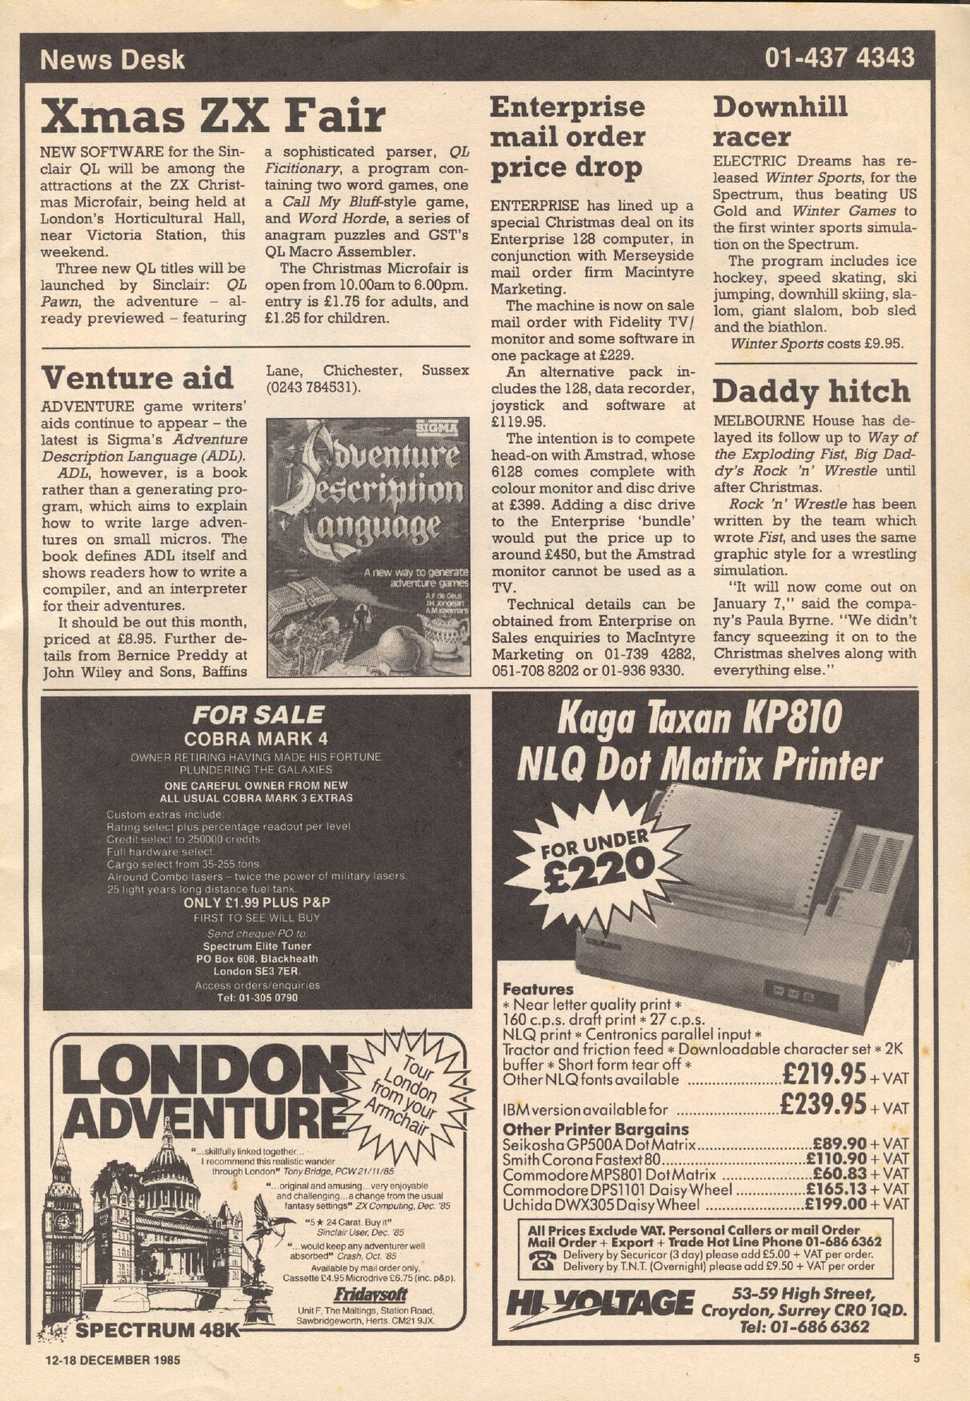 News Desk
01-437 4343
Xmas ZX Fair
NEW SOFTWARE for the Sin-
clair QL will be among the
attractions at the ZX Christ-
mas Microfair, being held at
London's Horticultural Hall,
near Victoria Station, this
weekend.
Three new QL titles will be
launched by Sinclair: QL
Pawn, the adventure – al-
ready previewed – featuring
a sophisticated parser, QL
Ficitionary, a program con-
taining two word games, one
a Call My Bluff-style game,
and Word Horde, a series of
anagram puzzles and GST's
QL Macro Assembler.
The Christmas Microfair is
open from 10.00am to 6.00pm.
entry is £1.75 for adults, and
£1.25 for children.
Venture aid
ADVENTURE game writers'
aids continue to appear – the
latest is Sigma's Adventure
Description Language (ADL).
ADL, however, is a book
rather than a generating pro-
gram, which aims to explain
how to write large adven-
tures on small micros. The
book defines ADL itself and
shows readers how to write a
compiler, and an interpreter
for their adventures.
It should be out this month,
priced at £8.95. Further de-
tails from Bernice Preddy at
John Wiley and Sons, Baffins
Lane, Chichester, Sussex
(0243 784531).
SIGMA
Adventure
Description
Language
A new way to generate
adventure games
Enterprise
mail order
price drop
ENTERPRISE has lined up a
special Christmas deal on its
Enterprise 128 computer, in
conjunction with Merseyside
mail order firm Macintyre
Marketing.
The machine is now on sale
mail order with Fidelity TV/
monitor and some software in
one package at £229.
An alternative pack in-
cludes the 128, data recorder,
joystick and software at
£119.95.
The intention is to compete
head-on with Amstrad, whose
6128 comes complete with
colour monitor and disc drive
at £399. Adding a disc drive
to the Enterprise 'bundle'
would put the price up to
around £450, but the Amstrad
monitor cannot be used as a
TV.
Technical details can be
obtained from Enterprise on
Sales enquiries to MacIntyre
Marketing on 01-739 4282,
051-708 8202 or 01-936 9330.
Downhill
racer
ELECTRIC Dreams has re-
leased Winter Sports, for the
Spectrum, thus beating US
Gold and Winter Games to
the first winter sports simula-
tion on the Spectrum.
The program includes ice
hockey, speed skating, ski
jumping, downhill skiing, sla-
lom, giant slalom, bob sled
and the biathlon.
Winter Sports costs £9.95.
Daddy hitch
MELBOURNE House has de-
layed its follow up to Way of
the Exploding Fist, Big Dad-
dy's Rock 'n' Wrestle until
after Christmas.
Rock 'n' Wrestle has been
written by the team which
wrote Fist, and uses the same
graphic style for a wrestling
simulation.
"It will now come out on
January 7," said the compa-
ny's Paula Byrne. "We didn't
fancy squeezing it on to the
Christmas shelves along with
everything else."
FOR SALE
COBRA MARK 4
OWNER RETIRING HAVING MADE HIS FORTUNE
PLUNDERING THE GALAXIES
ONE CAREFUL OWNER FROM NEW
ALL USUAL COBRA MARK 3 EXTRAS
Custom extras include:
Rating select plus percentage readout per level
Credit select to 250000 credits
Full hardware select
Cargo select from 35-255 tons
Alround Combo lasers – twice the power of military lasers
25 light years long distance fuel tank
ONLY £1.99 PLUS P&P
FIRST TO SEE WILL BUY
Send cheque/PO to:
Spectrum Elite Tuner
PO Box 608, Blackheath
London SE3 7ER
Access orders/enquiries
Tel: 01-305 0790
LONDON
ADVENTURE
Tour
London
from your
Armchair
"...skilfully linked together...
I recommend this realistic wander
through London" Tony Bridge, PCW 21/11/85
"...original and amusing...very enjoyable
and challenging...a change from the usual
fantasy settings" ZX Computing, Dec. '85
"5 ★ 24 Carat. Buy it"
Sinclair User, Dec. '85
"...would keep any adventurer well
absorbed" Crash, Oct. '85
Available by mail order only.
Cassette £4.95 Microdrive £6.75 (inc. p&p).
Fridaysoft
Unit F, The Maltings, Station Road,
Sawbridgeworth, Herts. CM21 9JX.
SPECTRUM 48K
Kaga Taxan KP810
NLQ Dot Matrix Printer
FOR UNDER
£220
Features
* Near letter quality print *
160 c.p.s. draft print * 27 c.p.s.
NLQ print * Centronics parallel input *
Tractor and friction feed * Downloadable character set * 2K
buffer * Short form tear off *
Other NLQ fonts available ...................... £219.95 + VAT
IBM version available for ...................... £239.95 + VAT
Other Printer Bargains
Seikosha GP500A Dot Matrix ...................... £89.90 + VAT
Smith Corona Fastext 80 ...................... £110.90 + VAT
Commodore MPS801 Dot Matrix ...................... £60.83 + VAT
Commodore DPS1101 Daisy Wheel ...................... £165.13 + VAT
Uchida DWX305 Daisy Wheel ...................... £199.00 + VAT
All Prices Exclude VAT. Personal Callers or mail Order
Mail Order + Export + Trade Hot Line Phone 01-686 6362
Delivery by Securicor (3 day) please add £5.00 + VAT per order.
Delivery by T.N.T. (Overnight) please add £9.50 + VAT per order
HI-VOLTAGE
53-59 High Street,
Croydon, Surrey CR0 1QD.
Tel: 01-686 6362
12-18 DECEMBER 1985
5